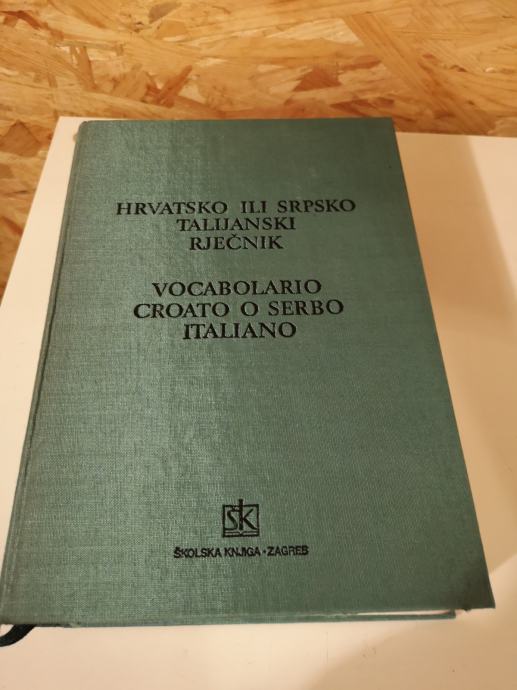 HRVATSKO ILI SRPSKO
TALIJANSKI
RJEČNIK
VOCABOLARIO
CROATO O SERBO
ITALIANO
ŠK
ŠKOLSKA KNJIGA • ZAGREB